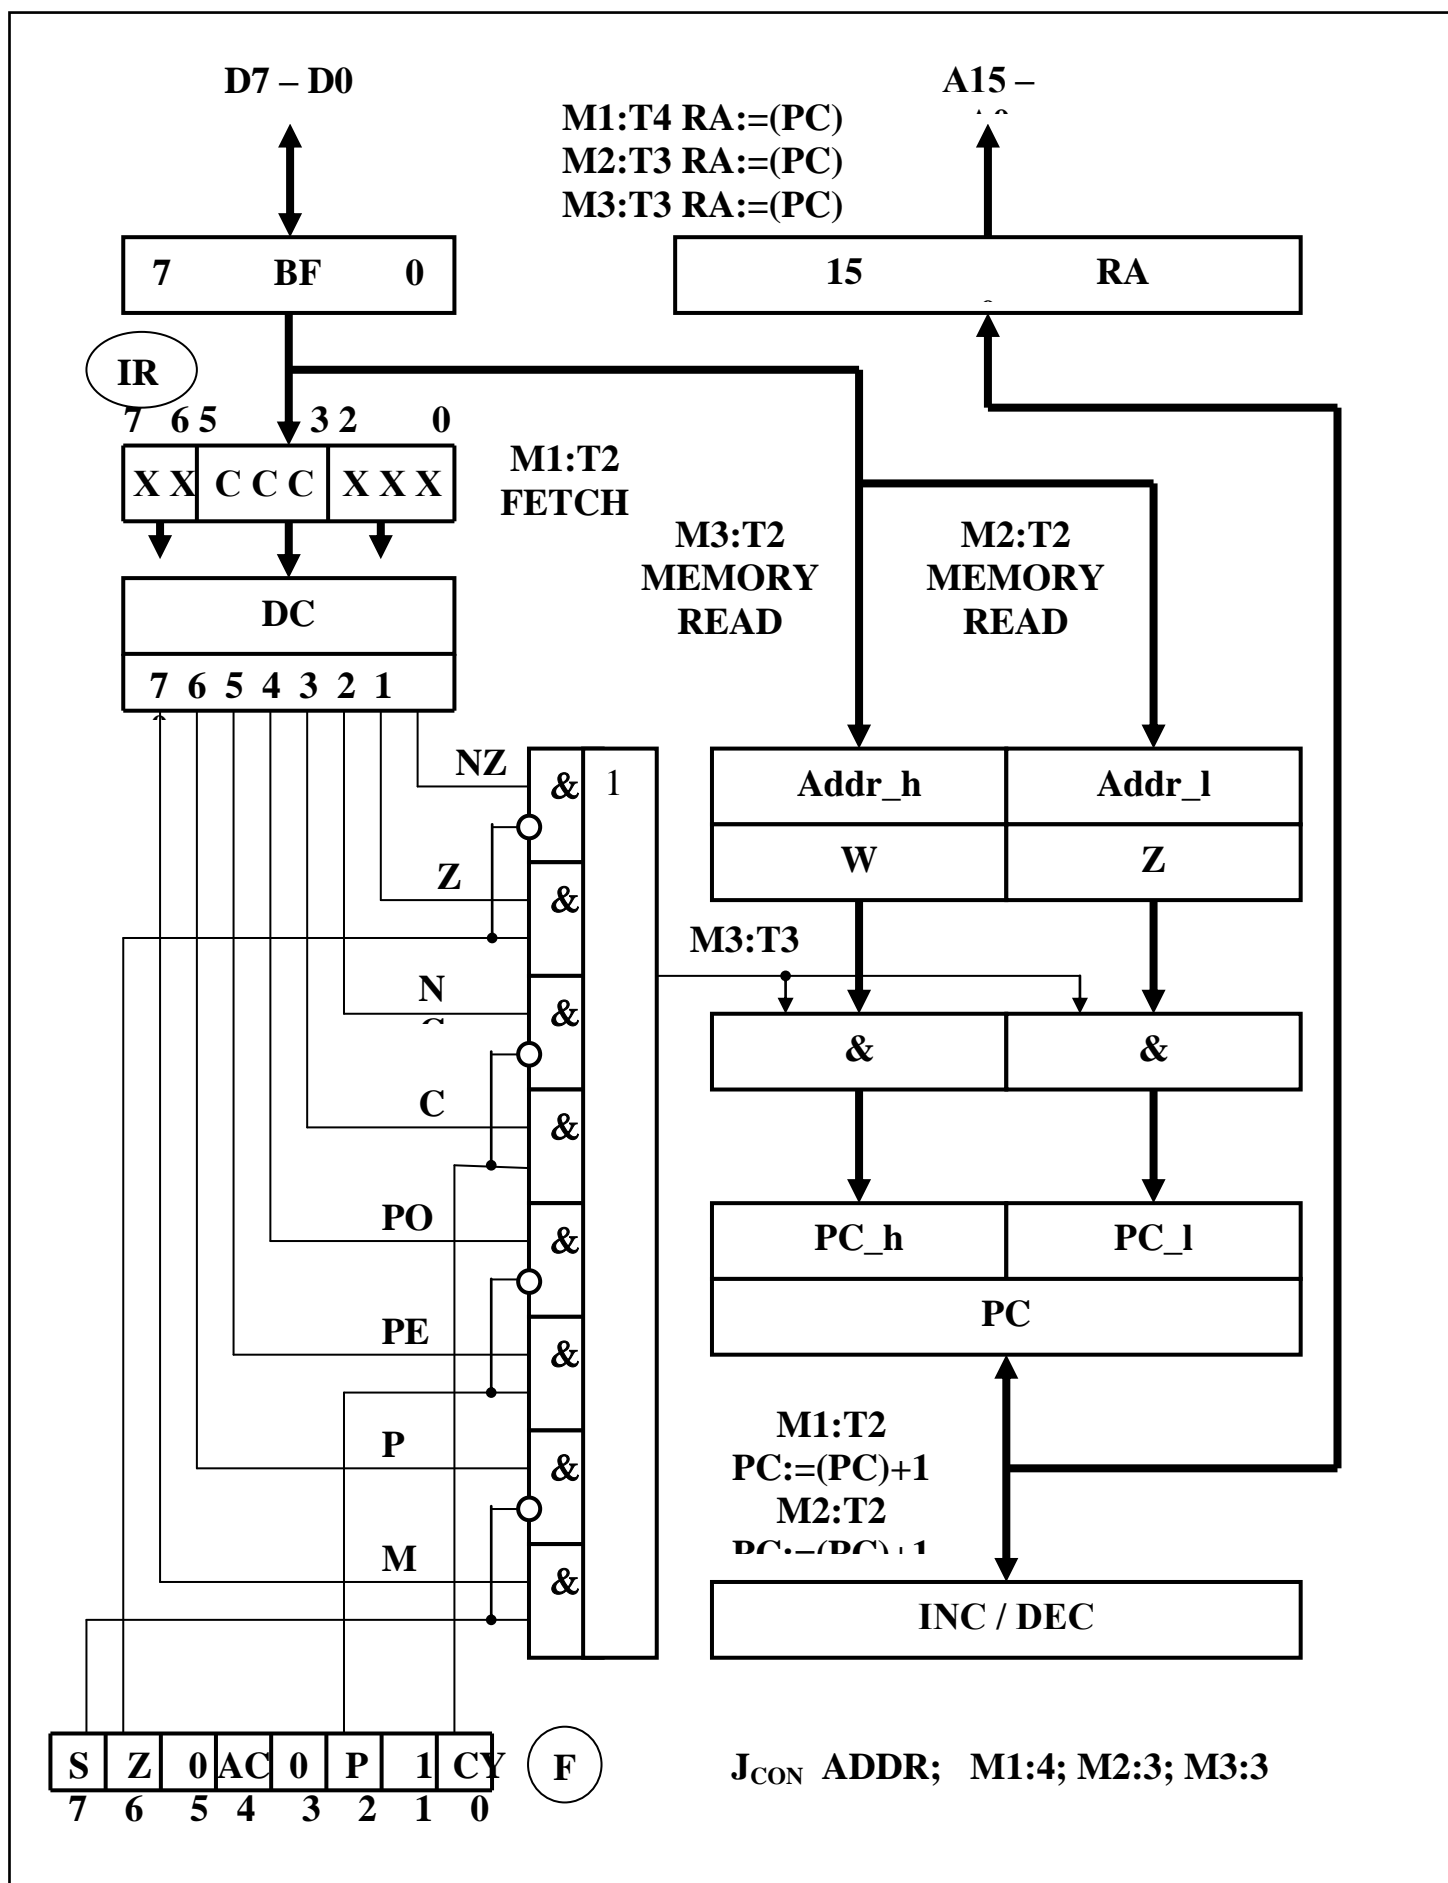 D7 – D0
A15 –
M1:T4 RA:=(PC)
M2:T3 RA:=(PC)
M3:T3 RA:=(PC)
7 BF 0
15 RA
IR
7 6 5 3 2 0
X X C C C X X X
M1:T2
FETCH
M3:T2
MEMORY
READ
M2:T2
MEMORY
READ
DC
7 6 5 4 3 2 1
NZ
& 1
Addr_h Addr_l
W Z
Z
&
M3:T3
N
&
& &
C
&
PO
&
PC_h PC_l
PE
&
PC
P
&
M1:T2
PC:=(PC)+1
M2:T2
PC:=(PC)+1
M
&
INC / DEC
S Z 0 AC 0 P 1 CY
F
7 6 5 4 3 2 1 0
JCON ADDR; M1:4; M2:3; M3:3